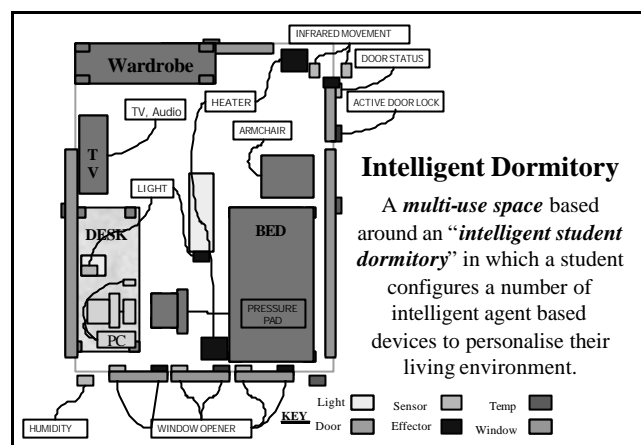 INFRARED MOVEMENT
Wardrobe
DOOR STATUS
HEATER
ACTIVE DOOR LOCK
TV, Audio
ARMCHAIR
T
V
Intelligent Dormitory
LIGHT
A multi-use space based
around an “intelligent student
dormitory” in which a student
configures a number of
intelligent agent based
devices to personalise their
living environment.
DESK
BED
PRESSURE
PAD
PC
Light
Sensor
Temp
HUMIDITY
WINDOW OPENER
KEY
Door
Effector
Window